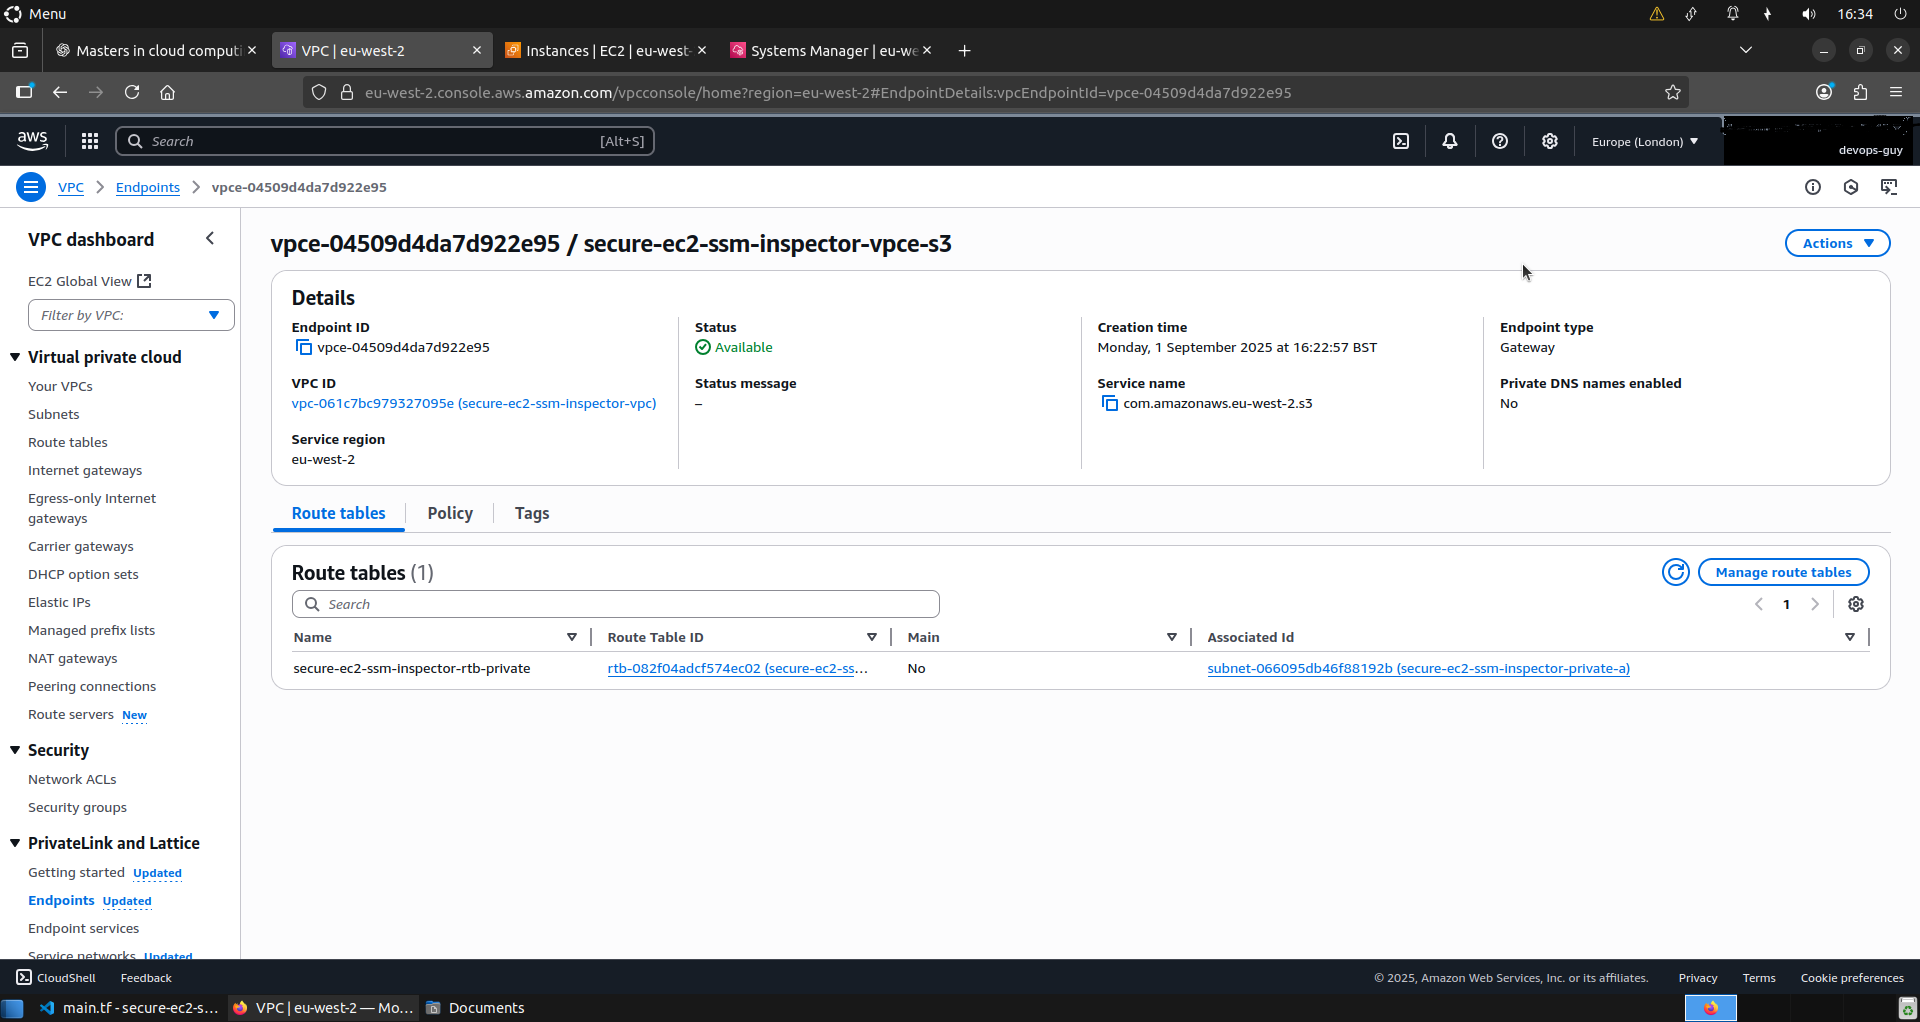 Menu
16:34
Masters in cloud computi
VPC | eu-west-2
Instances | EC2 | eu-west-
Systems Manager | eu-we
eu-west-2.console.aws.amazon.com/vpcconsole/home?region=eu-west-2#EndpointDetails:vpcEndpointId=vpce-04509d4da7d922e95
aws
Search
[Alt+S]
Europe (London)
devops-guy
VPC
Endpoints
vpce-04509d4da7d922e95
VPC dashboard
EC2 Global View
Filter by VPC:
Virtual private cloud
Your VPCs
Subnets
Route tables
Internet gateways
Egress-only Internet
gateways
Carrier gateways
DHCP option sets
Elastic IPs
Managed prefix lists
NAT gateways
Peering connections
Route servers New
Security
Network ACLs
Security groups
PrivateLink and Lattice
Getting started Updated
Endpoints Updated
Endpoint services
Service networks Updated
vpce-04509d4da7d922e95 / secure-ec2-ssm-inspector-vpce-s3
Actions
Details
Endpoint ID
vpce-04509d4da7d922e95
Status
Available
Creation time
Monday, 1 September 2025 at 16:22:57 BST
Endpoint type
Gateway
VPC ID
vpc-061c7bc979327095e (secure-ec2-ssm-inspector-vpc)
Status message
–
Service name
com.amazonaws.eu-west-2.s3
Private DNS names enabled
No
Service region
eu-west-2
Route tables
Policy
Tags
Route tables (1)
Manage route tables
Search
1
Name
Route Table ID
Main
Associated Id
secure-ec2-ssm-inspector-rtb-private
rtb-082f04adcf574ec02 (secure-ec2-ss...
No
subnet-066095db46f88192b (secure-ec2-ssm-inspector-private-a)
CloudShell
Feedback
© 2025, Amazon Web Services, Inc. or its affiliates.
Privacy
Terms
Cookie preferences
main.tf - secure-ec2-s...
VPC | eu-west-2 — Mo...
Documents